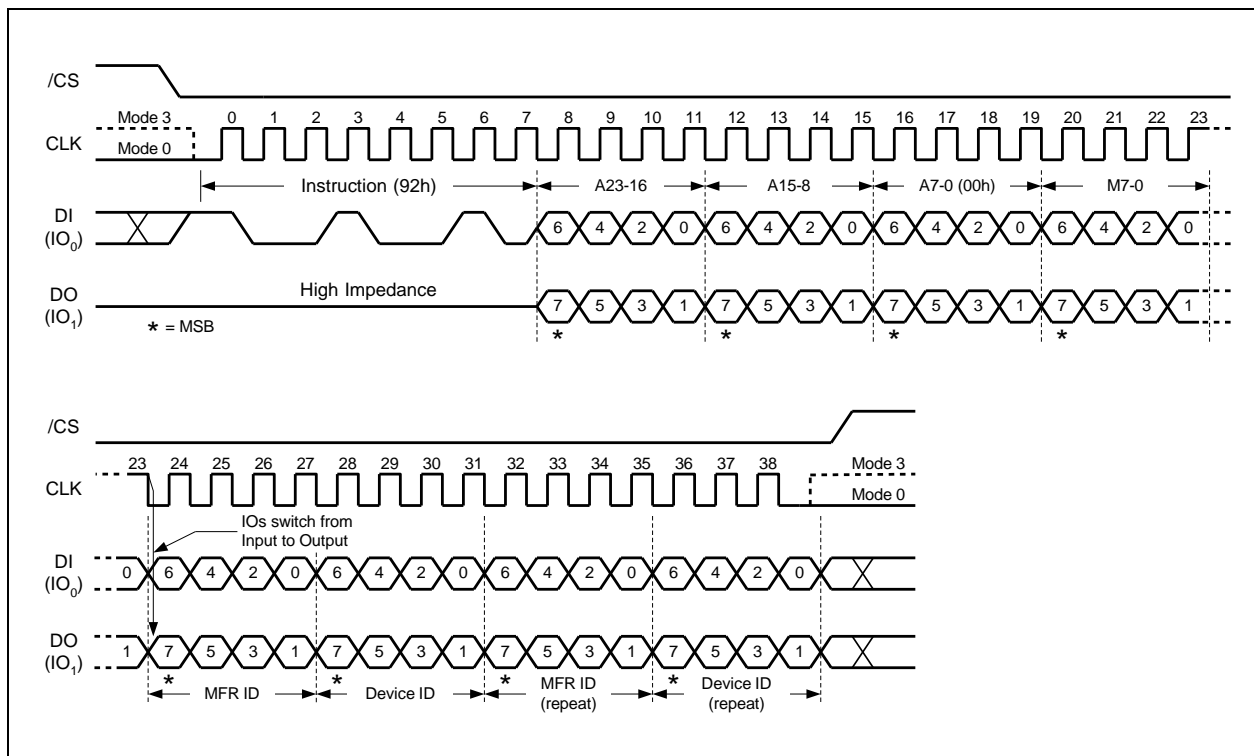 /CS
Mode 3 0 1 2 3 4 5 6 7 8 9 10 11 12 13 14 15 16 17 18 19 20 21 22 23
CLK Mode 0
Instruction (92h) A23-16 A15-8 A7-0 (00h) M7-0
DI
(IO0) 6 4 2 0 6 4 2 0 6 4 2 0 6 4 2 0
High Impedance
DO 7 5 3 1 7 5 3 1 7 5 3 1 7 5 3 1
(IO1)
* = MSB * * * *
/CS
23 24 25 26 27 28 29 30 31 32 33 34 35 36 37 38 Mode 3
CLK Mode 0
IOs switch from
Input to Output
DI
(IO0) 0 6 4 2 0 6 4 2 0 6 4 2 0 6 4 2 0
DO
(IO1) 1 7 5 3 1 7 5 3 1 7 5 3 1 7 5 3 1
* * * *
MFR ID Device ID MFR ID Device ID
(repeat) (repeat)